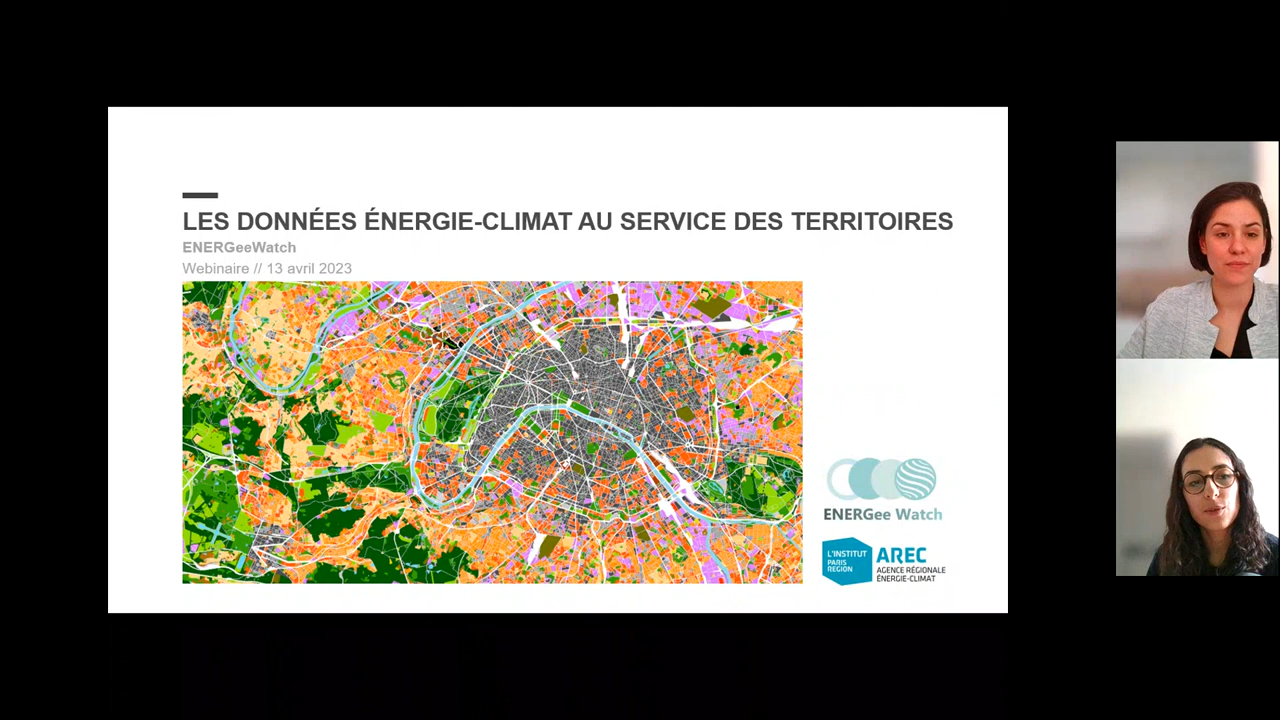 LES DONNÉES ÉNERGIE-CLIMAT AU SERVICE DES TERRITOIRES
ENERGeeWatch
Webinaire // 13 avril 2023
ENERGee Watch
L'INSTITUT
PARIS
REGION
AREC
AGENCE RÉGIONALE
ÉNERGIE-CLIMAT